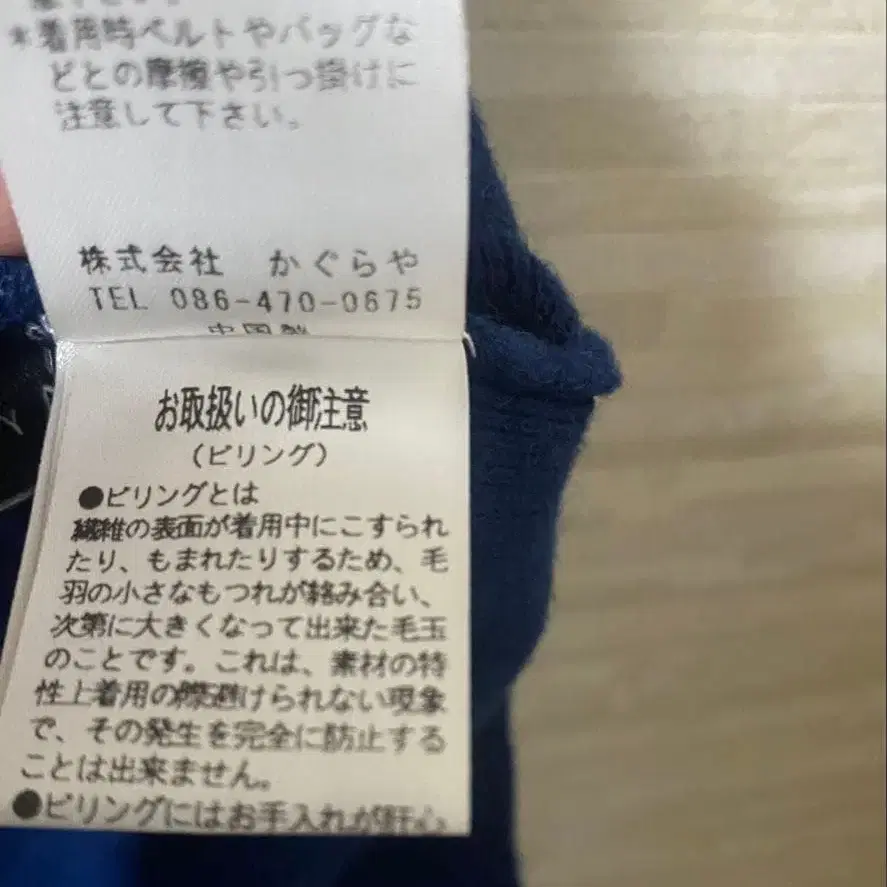 *着用時ベルトやバッグな
どとの摩擦や引っ掛けに
注意して下さい。
株式会社 かぐらや
TEL 086-470-0675
中国製
お取扱いの御注意
(ピリング)
●ピリングとは
繊維の表面が着用中にこすられ
たり、もまれたりするため、毛
羽の小さなもつれが絡み合い、
次第に大きくなって出来た毛玉
のことです。これは、素材の特
性上着用の際避けられない現象
で、その発生を完全に防止する
ことは出来ません。
●ピリングにはお手入れが肝心